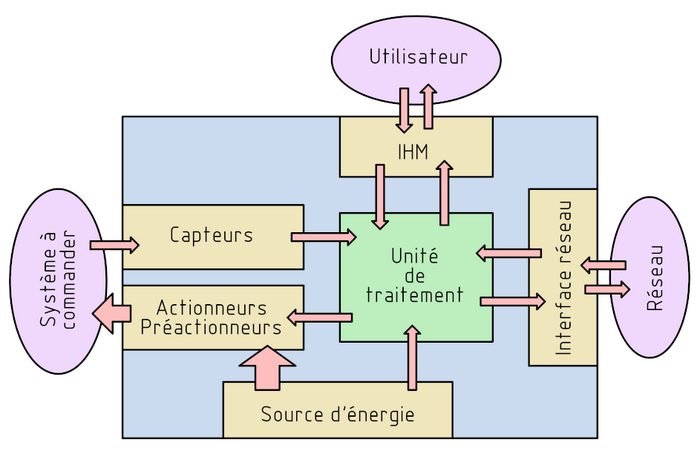 Utilisateur
IHM
Capteurs
Unité
de
traitement
Actionneurs
Préactionneurs
Source d'énergie
Système à
commander
Interface réseau
Réseau